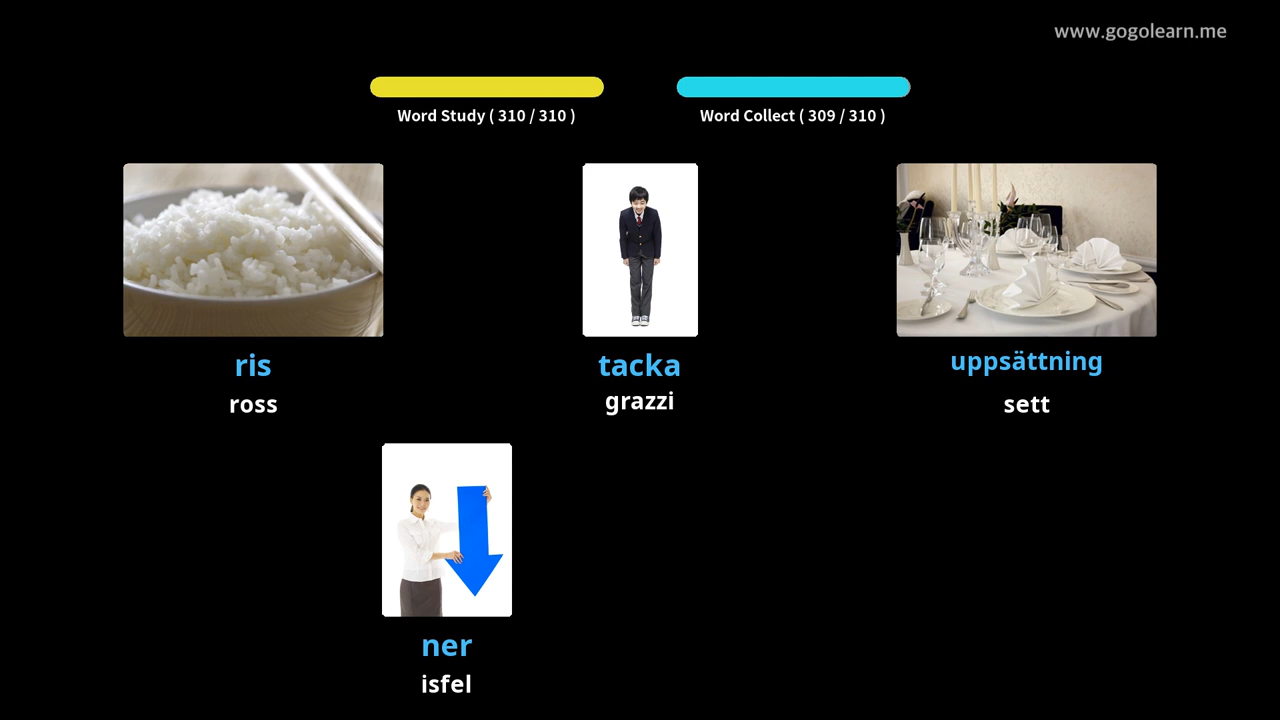 www.gogolearn.me
Word Study ( 310 / 310 )
Word Collect ( 309 / 310 )
ris
ross
tacka
grazzi
uppsättning
sett
ner
isfel